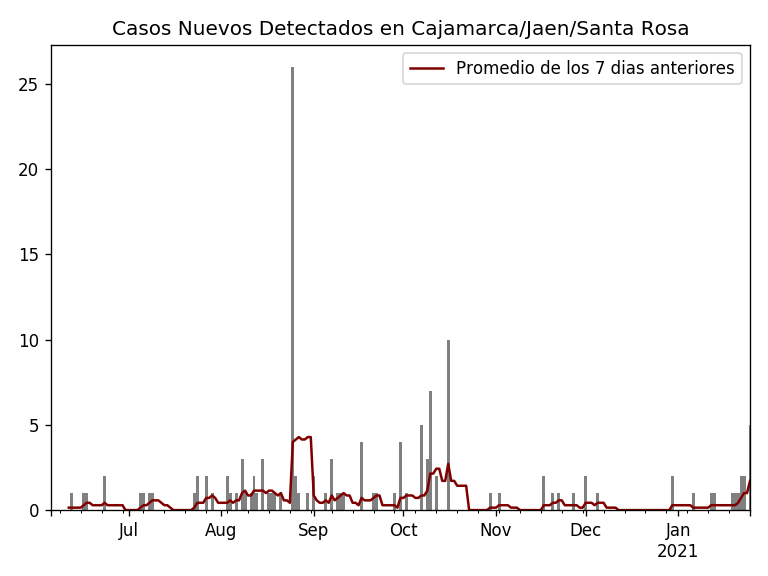 Casos Nuevos Detectados en Cajamarca/Jaen/Santa Rosa
Promedio de los 7 dias anteriores
25
20
15
10
5
0
Jul Aug Sep Oct Nov Dec Jan
2021